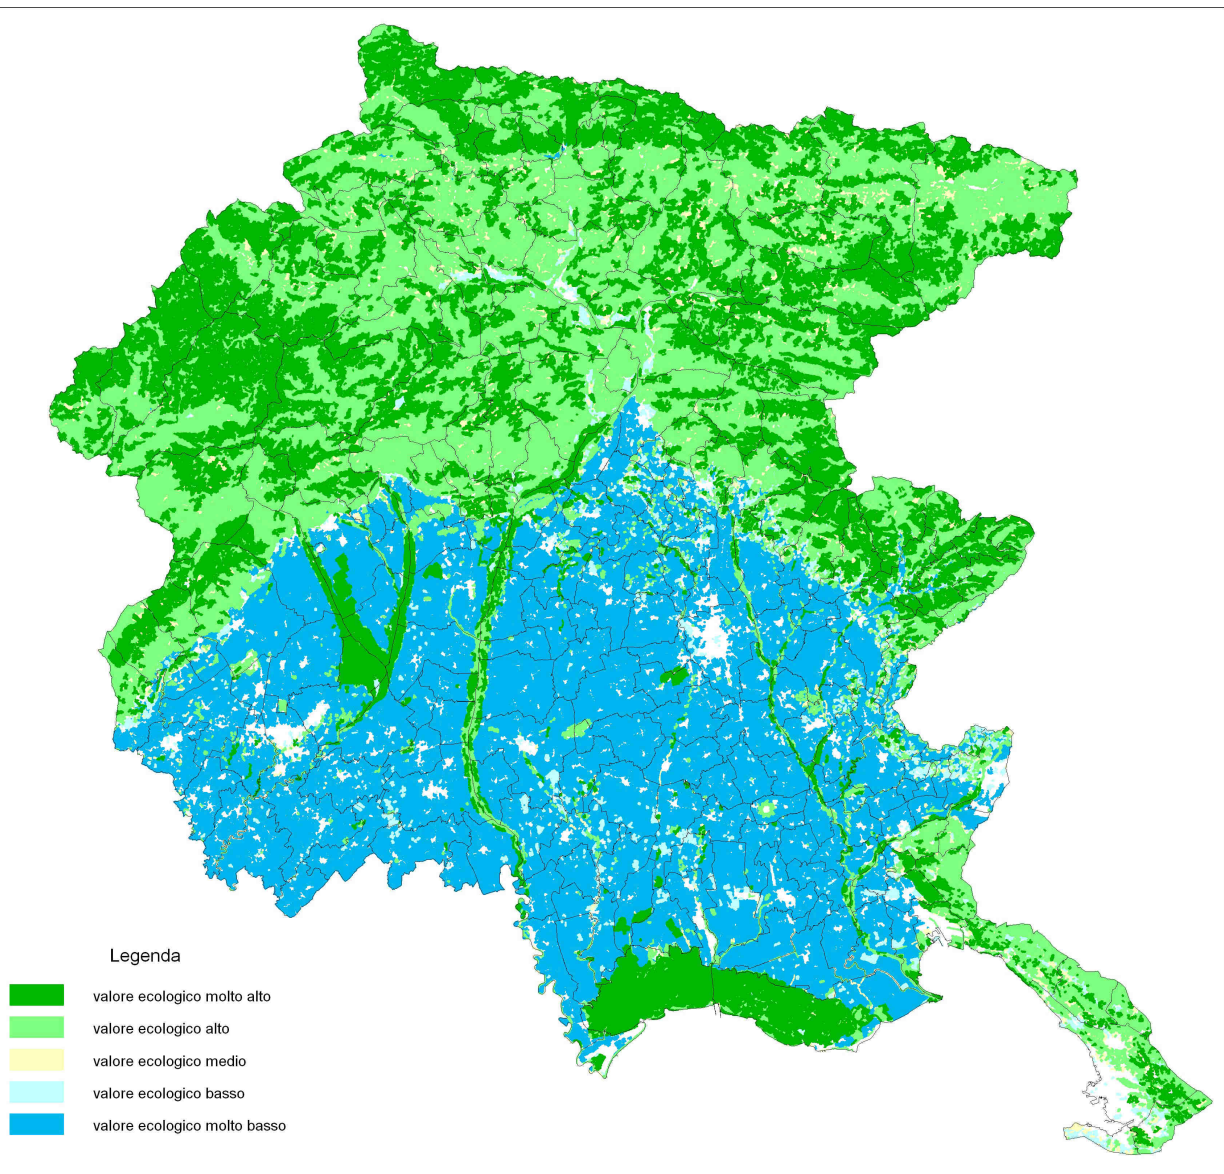 Legenda
valore ecologico molto alto
valore ecologico alto
valore ecologico medio
valore ecologico basso
valore ecologico molto basso